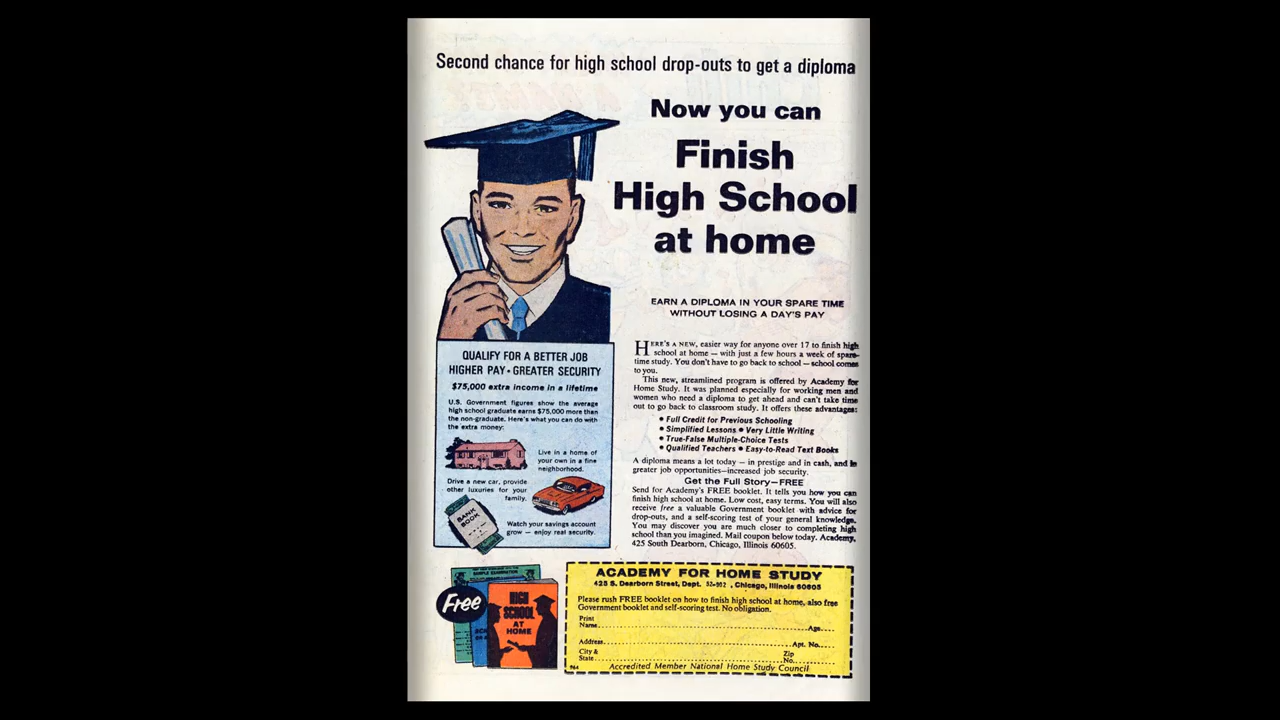 Second chance for high school drop-outs to get a diploma
Now you can
Finish
High School
at home
EARN A DIPLOMA IN YOUR SPARE TIME
WITHOUT LOSING A DAY'S PAY
HERE'S A NEW, easier way for anyone over 17 to finish high
school at home — with just a few hours a week of spare-
time study. You don't have to go back to school — school comes
to you.
This new, streamlined program is offered by Academy for
Home Study. It was planned especially for working men and
women who need a diploma to get ahead and can't take time
out to go back to classroom study. It offers these advantages:
• Full Credit for Previous Schooling
• Simplified Lessons • Very Little Writing
• True-False Multiple-Choice Tests
• Qualified Teachers • Easy-to-Read Text Books
A diploma means a lot today — in prestige and in cash, and in
greater job opportunities—increased job security.
Get the Full Story—FREE
Send for Academy's FREE booklet. It tells you how you can
finish high school at home. Low cost, easy terms. You will also
receive free a valuable Government booklet with advice for
drop-outs, and a self-scoring test of your general knowledge.
You may discover you are much closer to completing high
school than you imagined. Mail coupon below today. Academy,
425 South Dearborn, Chicago, Illinois 60605.
QUALIFY FOR A BETTER JOB
HIGHER PAY • GREATER SECURITY
$75,000 extra income in a lifetime
U.S. Government figures show the average
high school graduate earns $75,000 more than
the non-graduate. Here's what you can do with
the extra money:
Live in a home of
your own in a fine
neighborhood.
Drive a new car, provide
other luxuries for your
family.
BANK
BOOK
Watch your savings account
grow — enjoy real security.
Free
SAMPLE EXAMINATION
HIGH
SCHOOL
AT
HOME
ACADEMY FOR HOME STUDY
425 S. Dearborn Street, Dept. 32-902 , Chicago, Illinois 60605
Please rush FREE booklet on how to finish high school at home, also free
Government booklet and self-scoring test. No obligation.
Print
Name Age
Address Apt. No.
City & Zip
State No.
Accredited Member National Home Study Council